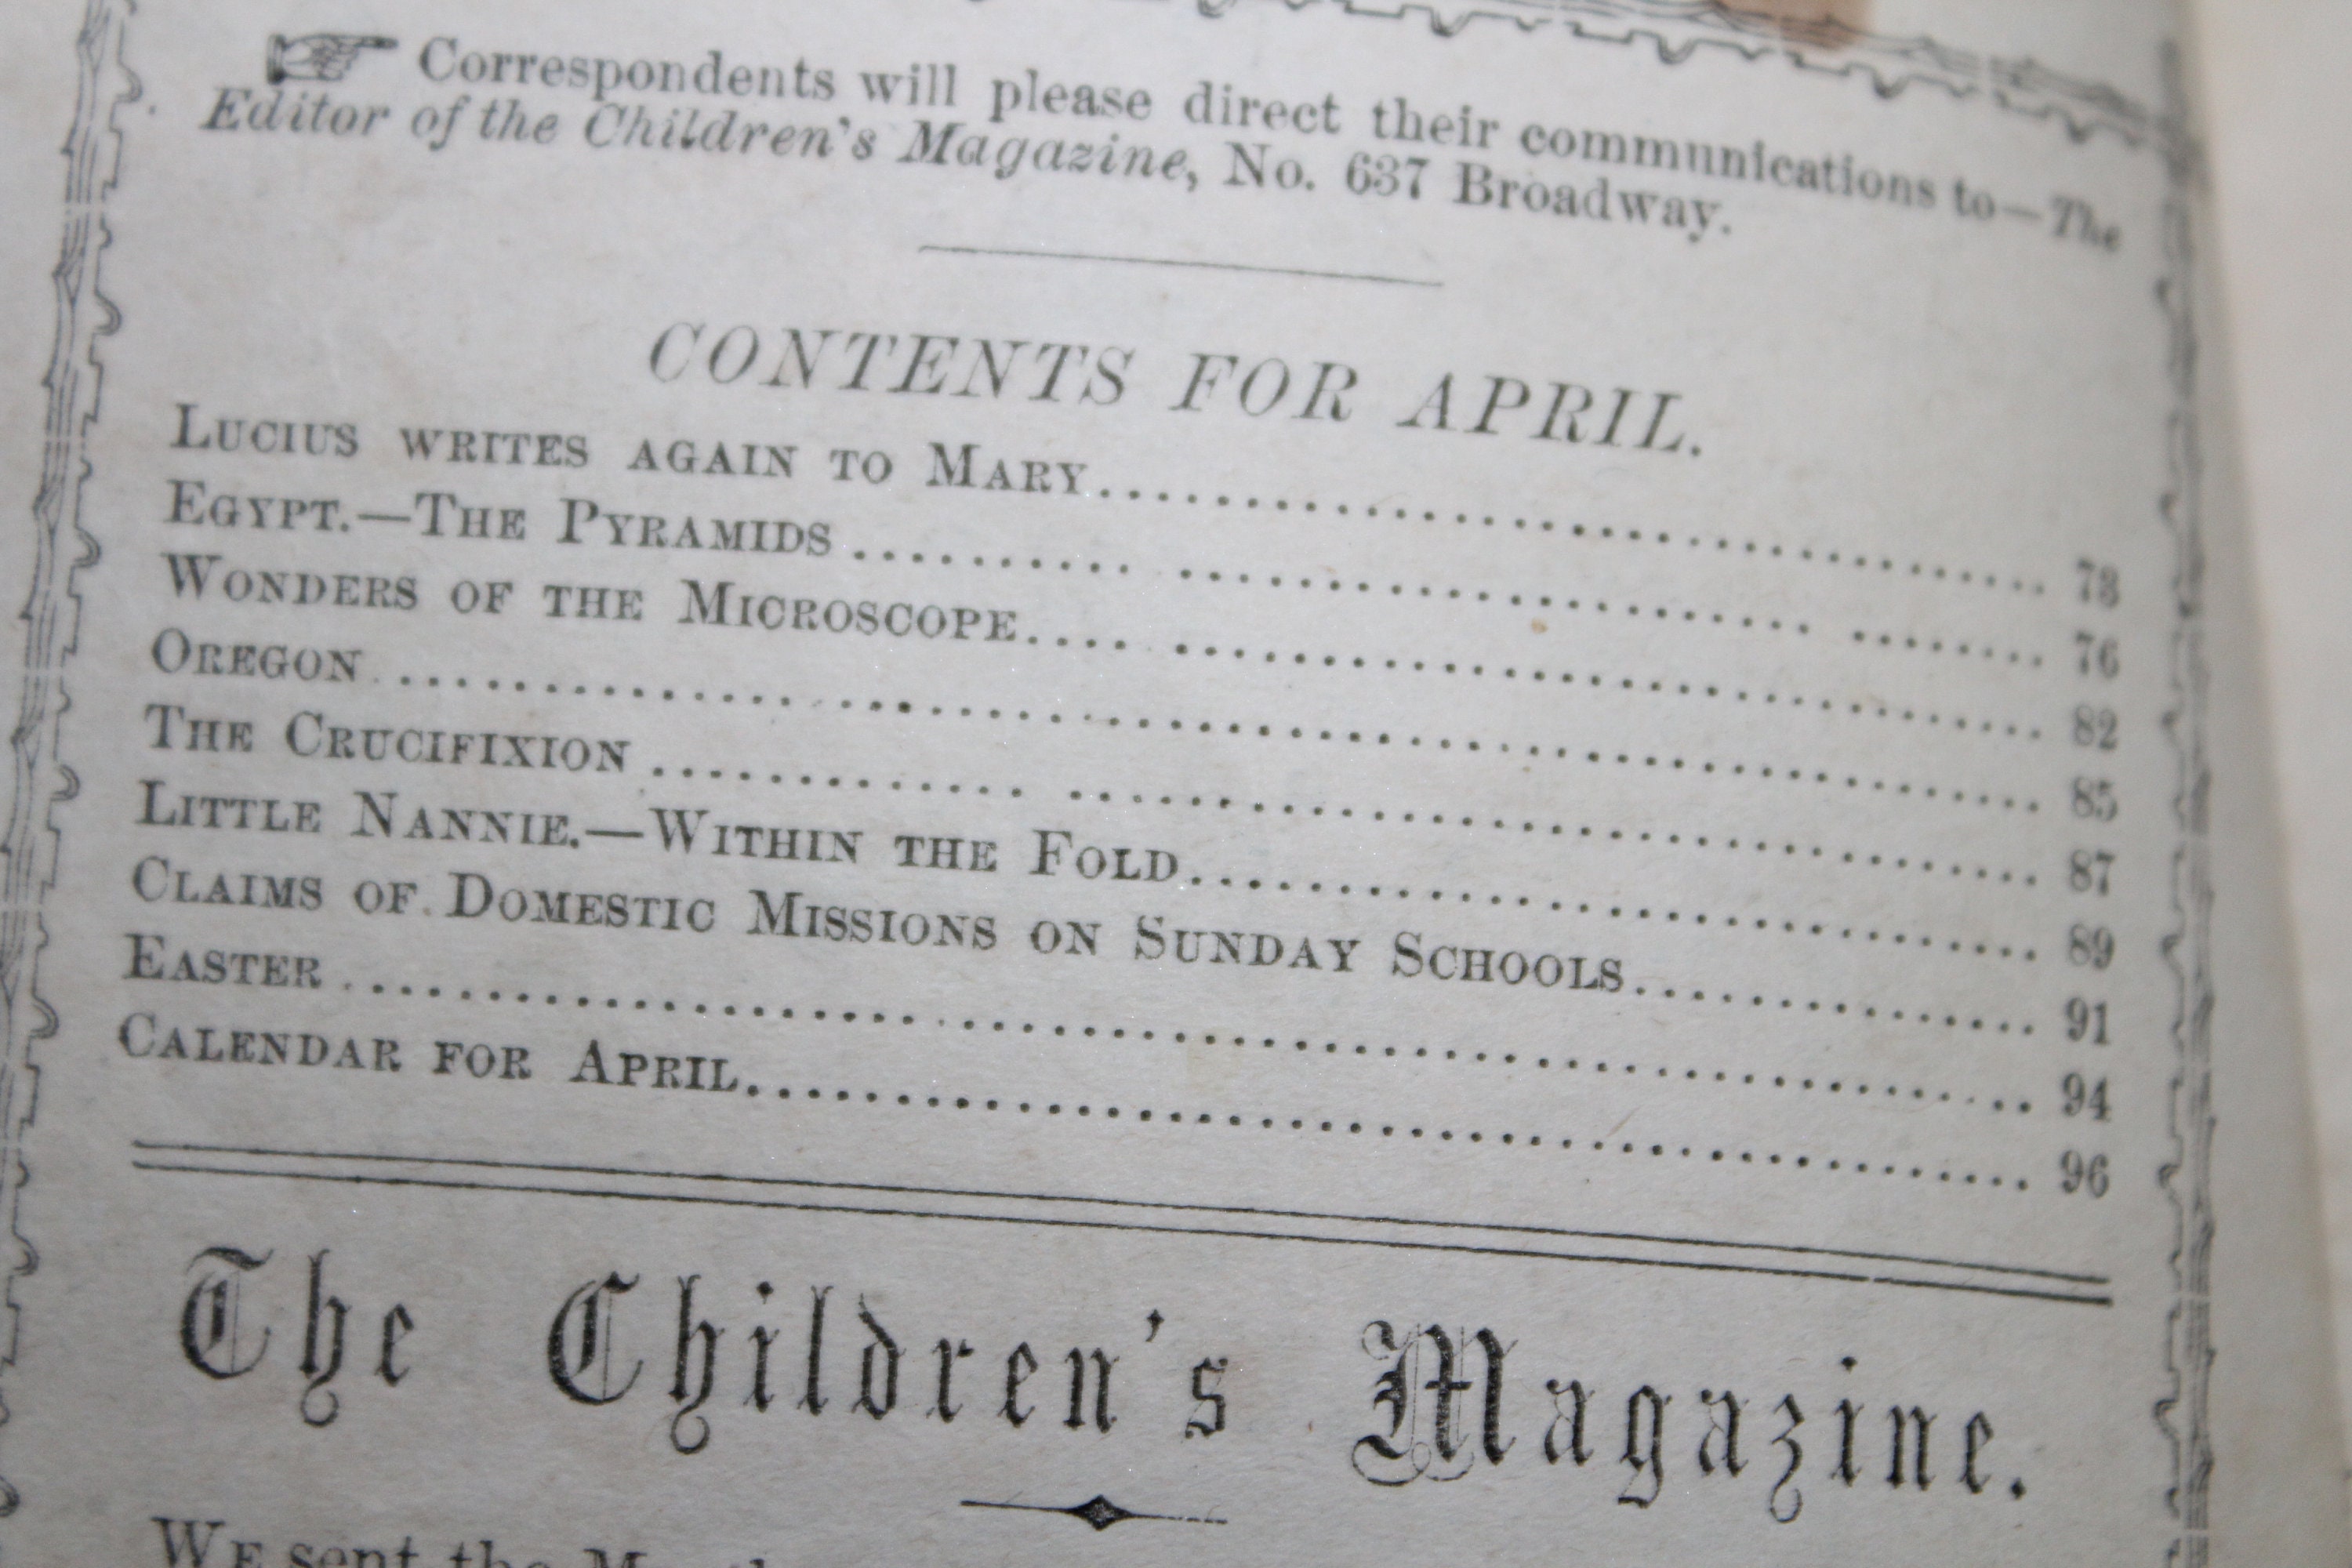 ☞ Correspondents will please direct their communications to—The
Editor of the Children's Magazine, No. 637 Broadway.
CONTENTS FOR APRIL.
LUCIUS WRITES AGAIN TO MARY........................................ 73
EGYPT.—THE PYRAMIDS........................................ 76
WONDERS OF THE MICROSCOPE........................................ 82
OREGON........................................ 85
THE CRUCIFIXION........................................ 87
LITTLE NANNIE.—WITHIN THE FOLD........................................ 89
CLAIMS OF DOMESTIC MISSIONS ON SUNDAY SCHOOLS............... 91
EASTER........................................ 94
CALENDAR FOR APRIL........................................ 96
The Children's Magazine.
WE sent the